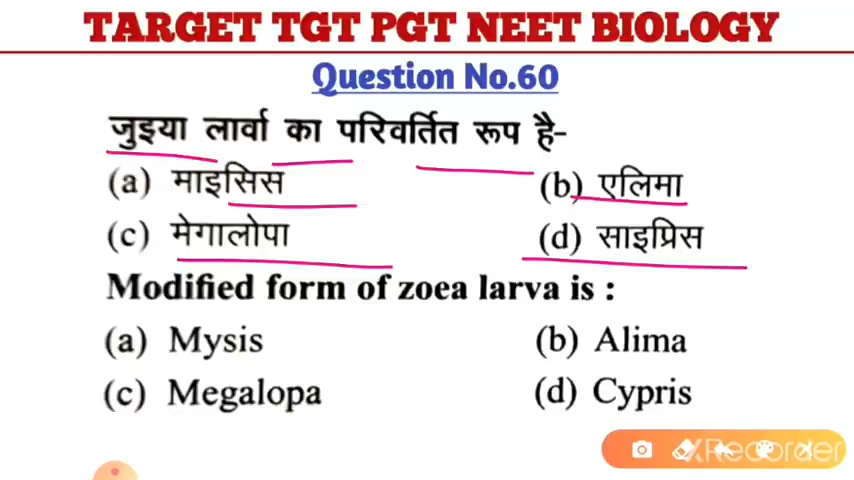 TARGET TGT PGT NEET BIOLOGY
Question No.60
जुइया लार्वा का परिवर्तित रूप है-
(a) माइसिस (b) एलिमा
(c) मेगालोपा (d) साइप्रिस
Modified form of zoea larva is :
(a) Mysis (b) Alima
(c) Megalopa (d) Cypris
XRecorder